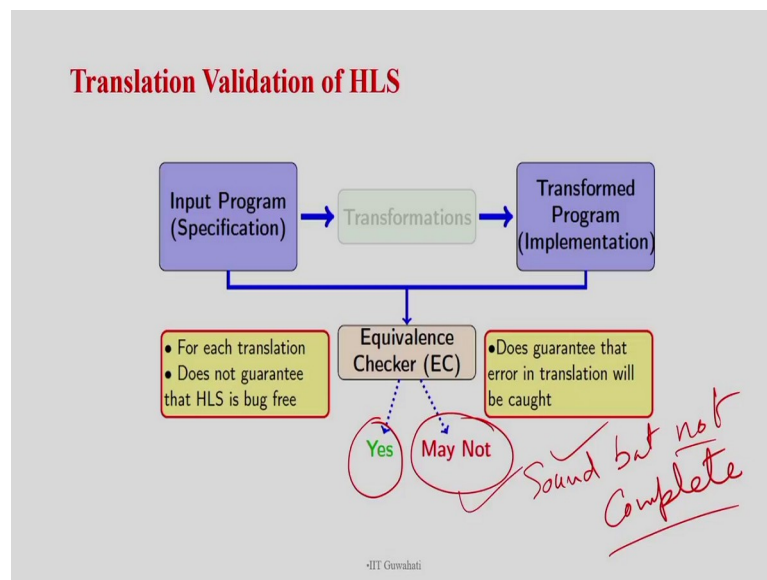 Translation Validation of HLS
Input Program
(Specification)
Transformations
Transformed
Program
(Implementation)
• For each translation
• Does not guarantee
that HLS is bug free
Equivalence
Checker (EC)
•Does guarantee that
error in translation will
be caught
Yes
May Not
Sound but not
Complete
•IIT Guwahati